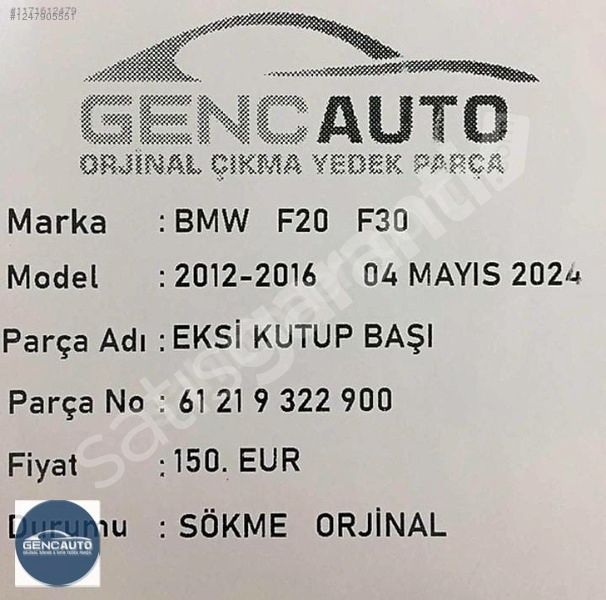 #1171612479
#1247905551
GENCAUTO
ORJİNAL ÇIKMA YEDEK PARÇA
Marka : BMW F20 F30
Model : 2012-2016 04 MAYIS 2024
Parça Adı : EKSİ KUTUP BAŞI
Parça No : 61 21 9 322 900
Fiyat : 150. EUR
Durumu : SÖKME ORJİNAL
satışgaranti
GENCAUTO